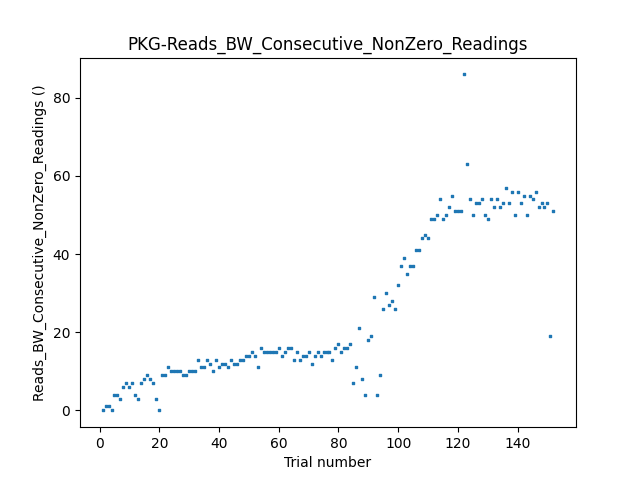 PKG-Reads_BW_Consecutive_NonZero_Readings
Reads_BW_Consecutive_NonZero_Readings ()
80
60
40
20
0
0 20 40 60 80 100 120 140
Trial number